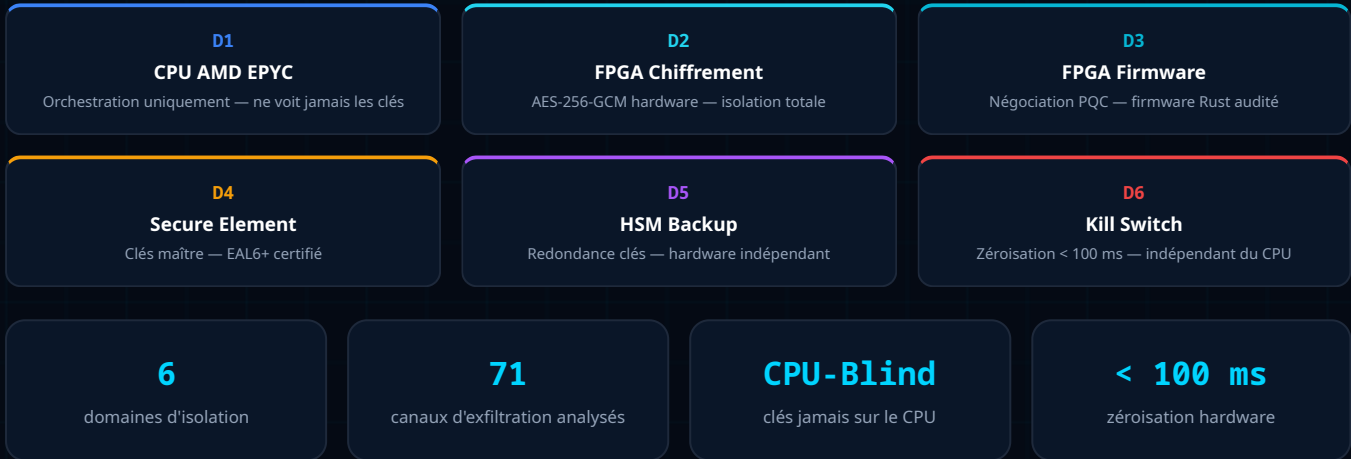 D1
CPU AMD EPYC
Orchestration uniquement — ne voit jamais les clés
D2
FPGA Chiffrement
AES-256-GCM hardware — isolation totale
D3
FPGA Firmware
Négociation PQC — firmware Rust audité
D4
Secure Element
Clés maître — EAL6+ certifié
D5
HSM Backup
Redondance clés — hardware indépendant
D6
Kill Switch
Zéroisation < 100 ms — indépendant du CPU
6
domaines d'isolation
71
canaux d'exfiltration analysés
CPU-Blind
clés jamais sur le CPU
< 100 ms
zéroisation hardware